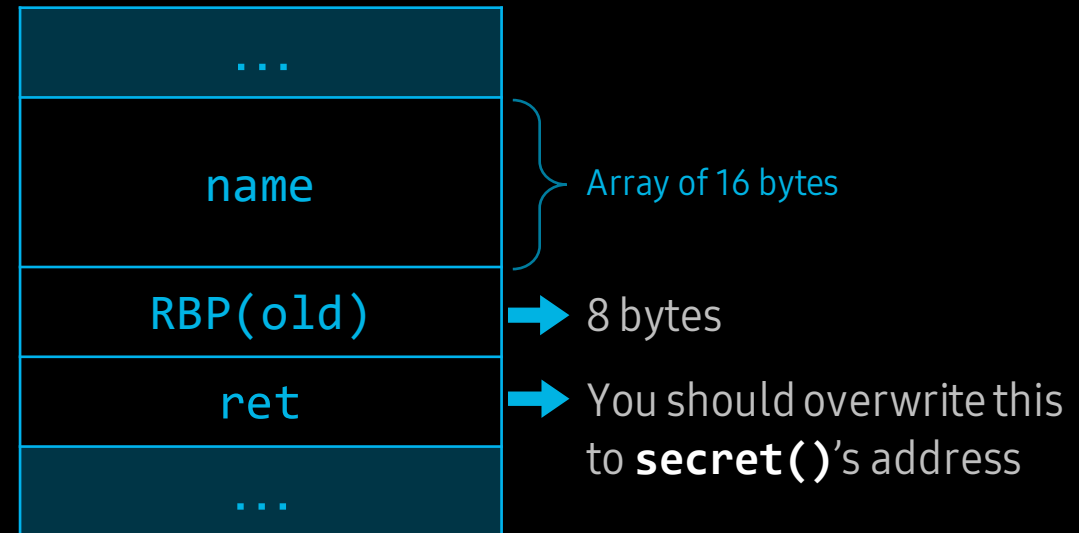 ...
name
Array of 16 bytes
RBP(old)
8 bytes
ret
You should overwrite this
to secret()'s address
...